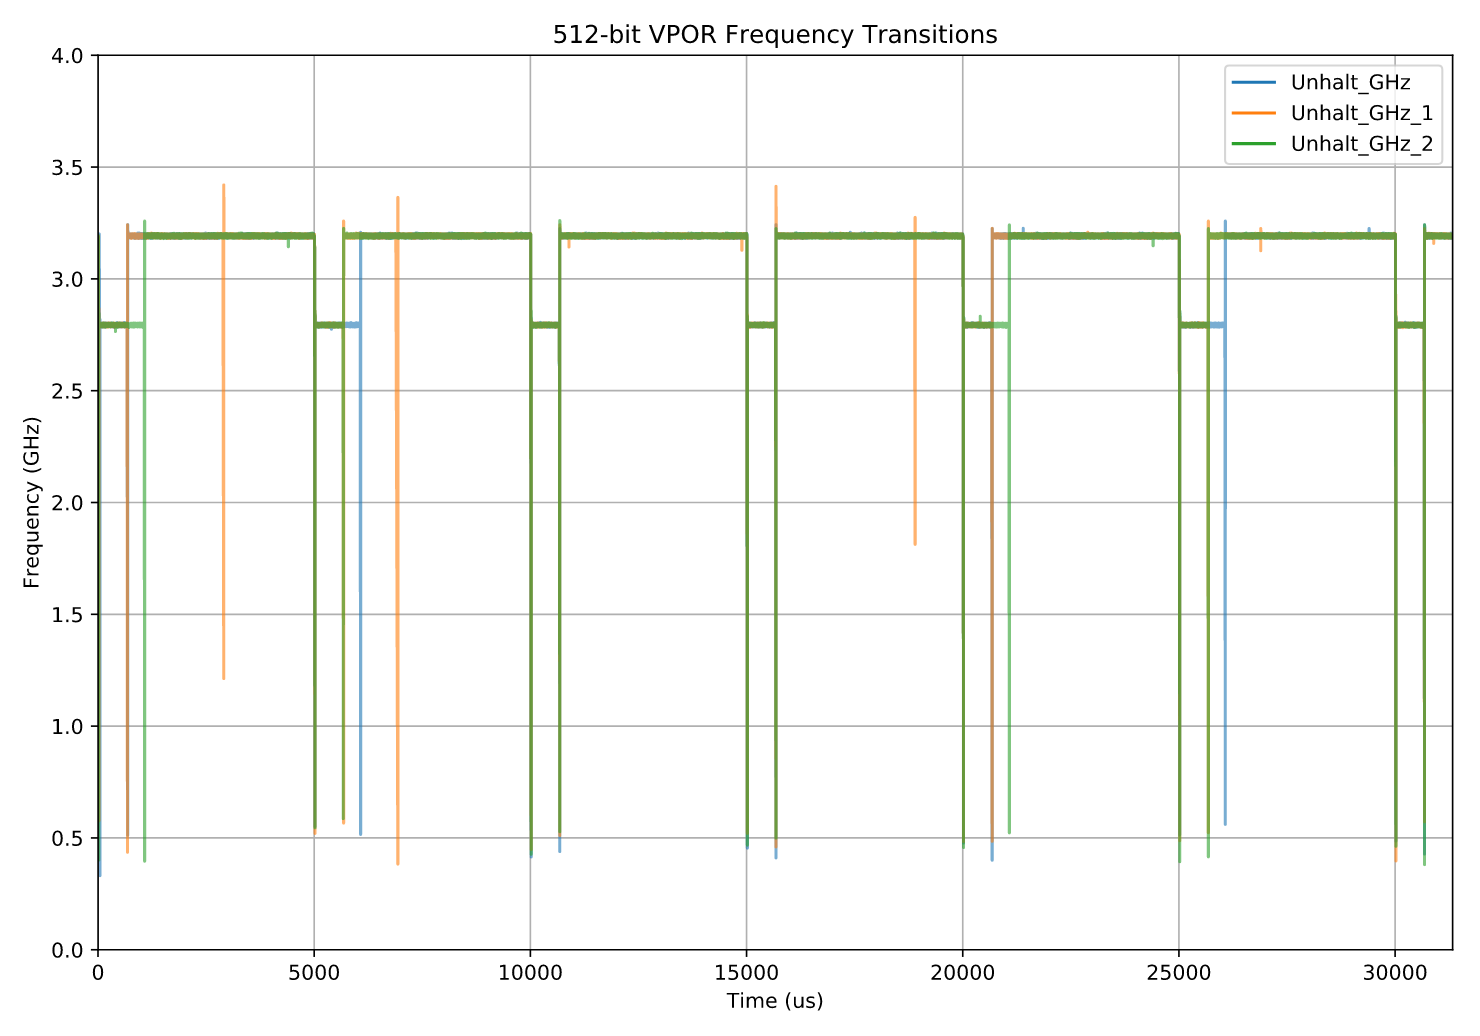 512-bit VPOR Frequency Transitions
4.0
3.5
3.0
2.5
2.0
1.5
1.0
0.5
0.0
Frequency (GHz)
Unhalt_GHz
Unhalt_GHz_1
Unhalt_GHz_2
0 5000 10000 15000 20000 25000 30000
Time (us)